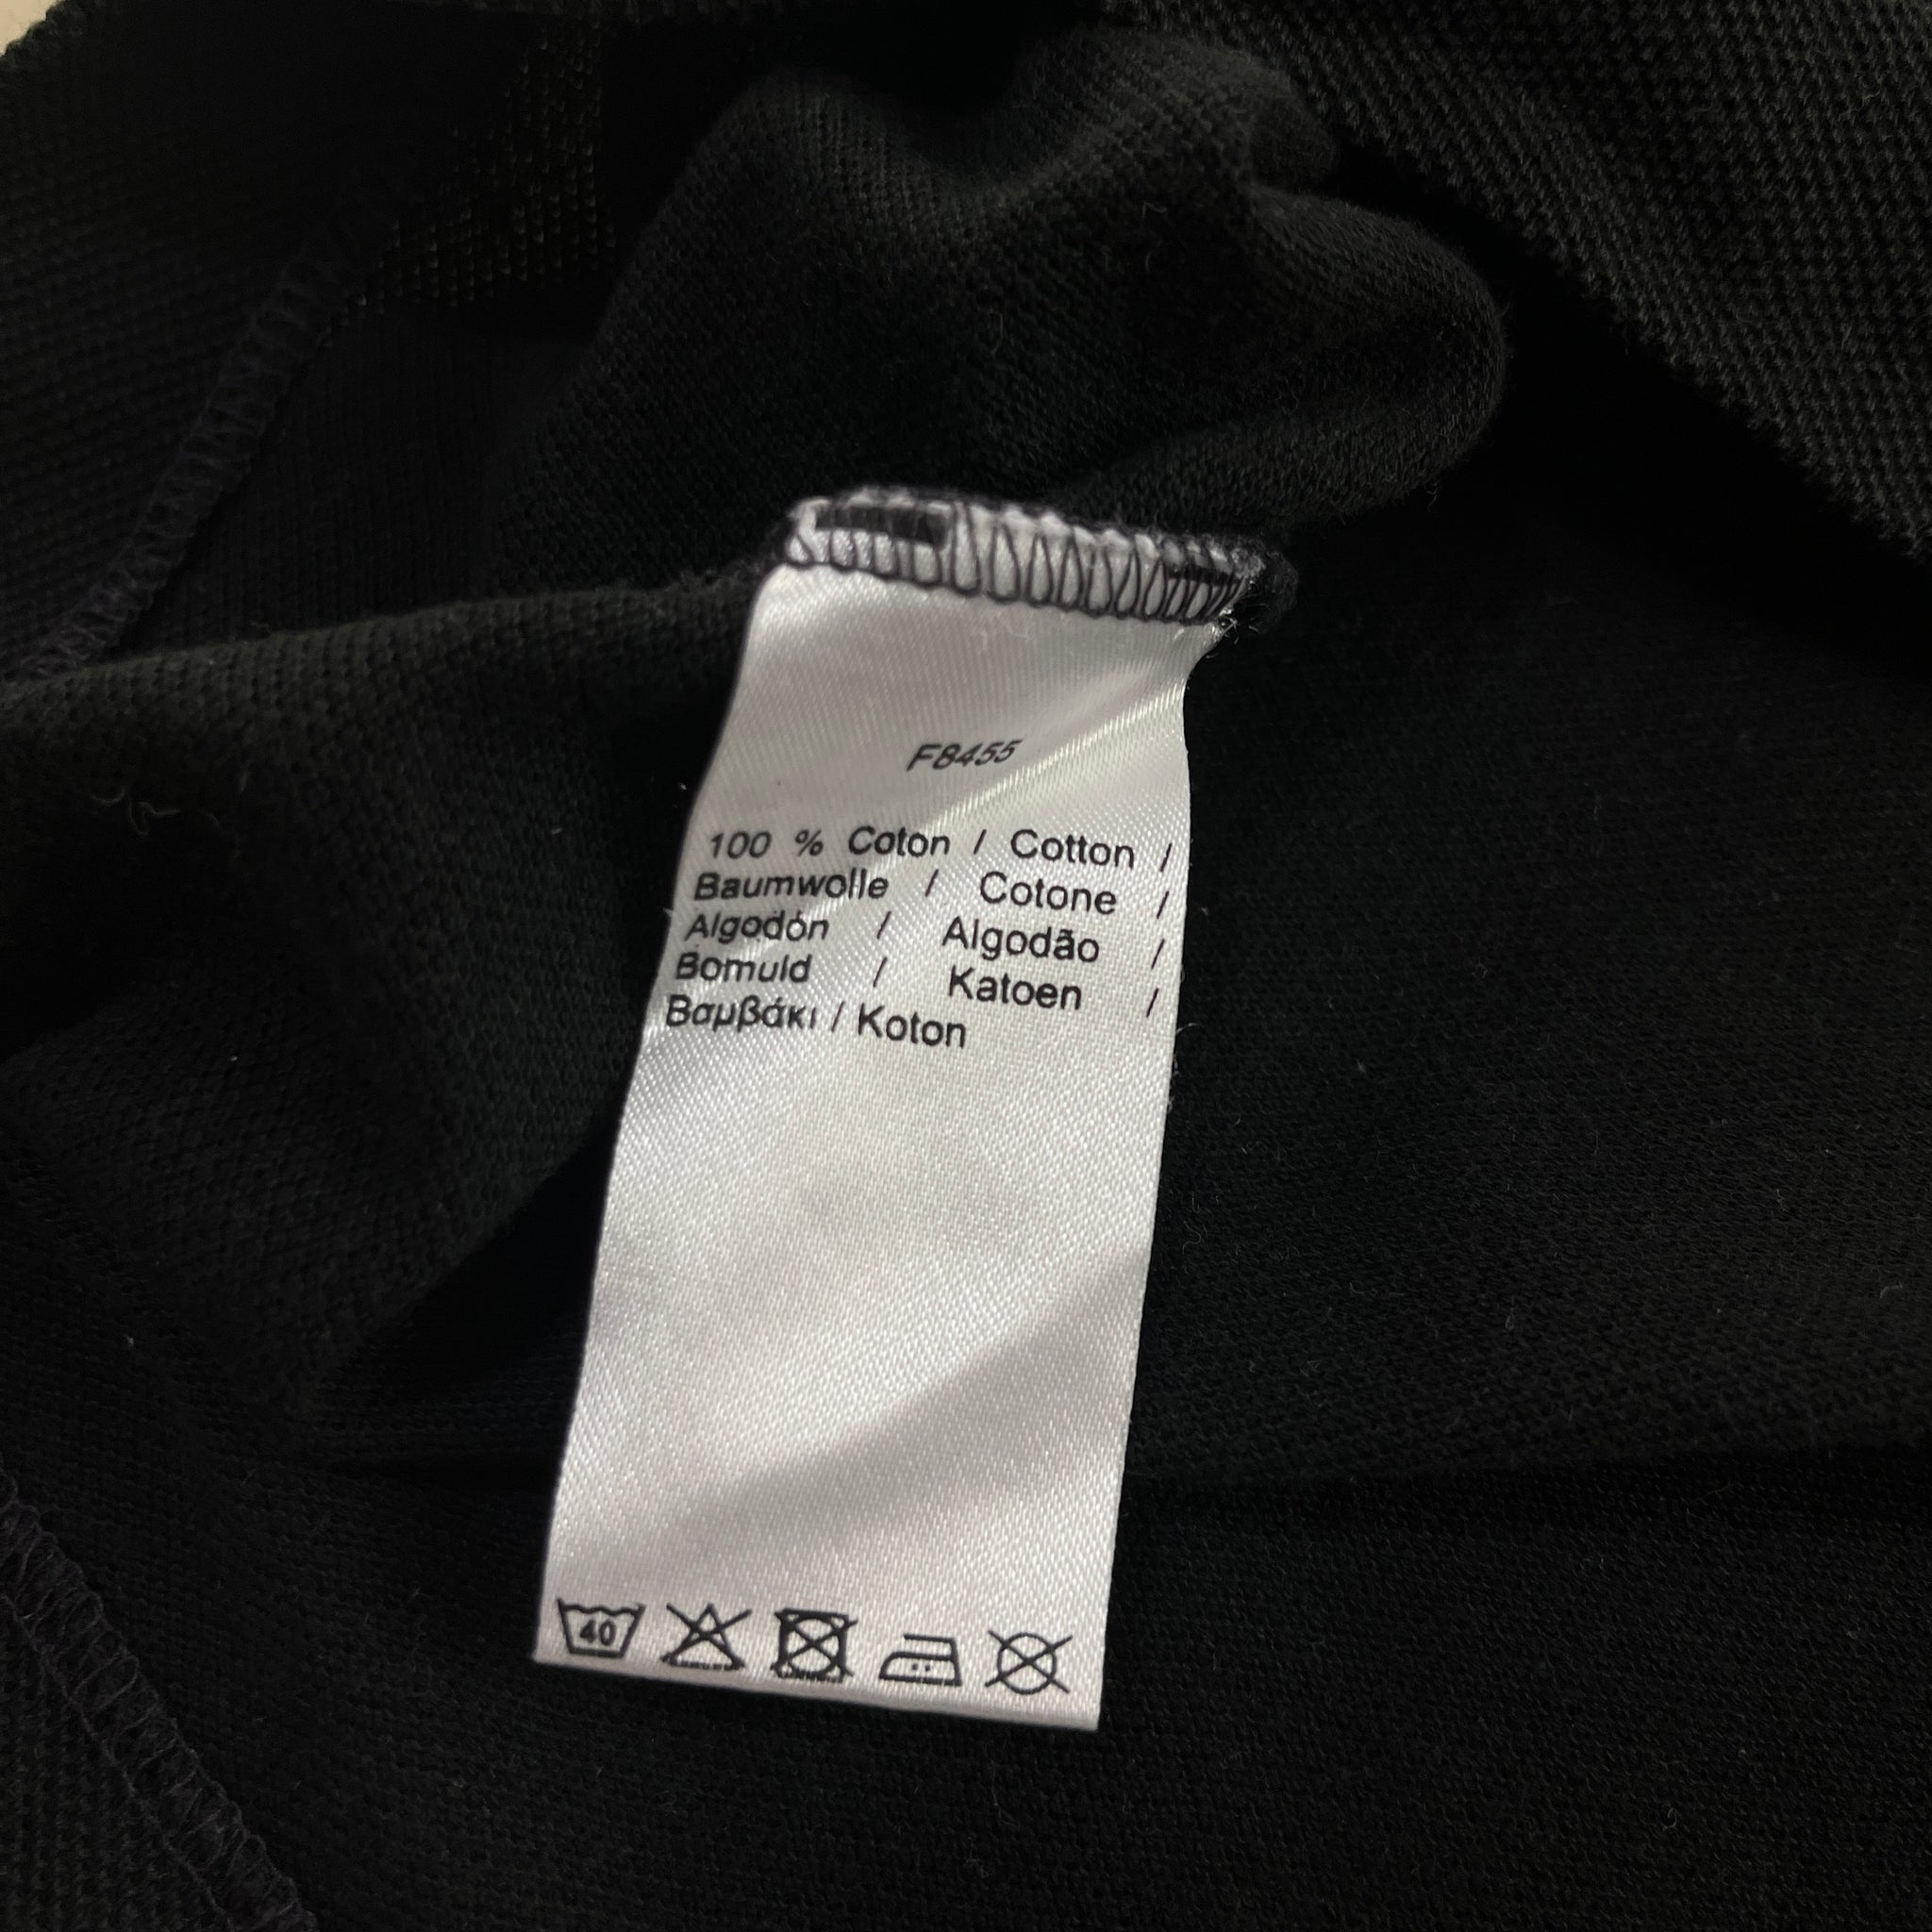 F8455
100 % Coton / Cotton /
Baumwolle / Cotone /
Algodón / Algodão /
Bomuld / Katoen /
Βαμβάκι / Koton
40